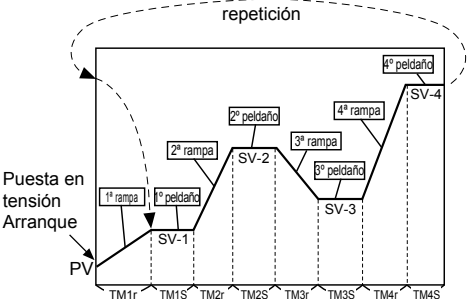 repetición
4º peldaño
SV-4
2º peldaño
4ª rampa
2ª rampa
3ª rampa
SV-2
3º peldaño
Puesta en
tensión
Arranque
1ª rampa
1º peldaño
SV-3
SV-1
PV
TM1r TM1S TM2r TM2S TM3r TM3S TM4r TM4S